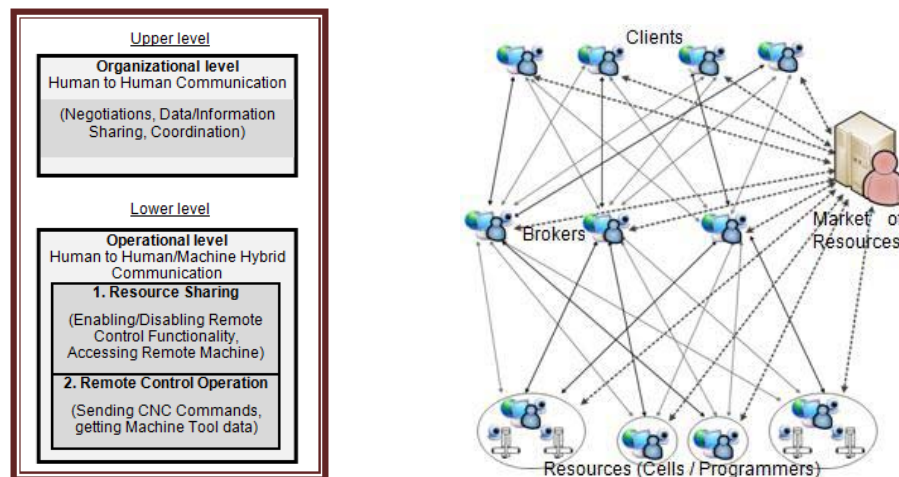 Upper level
Organizational level
Human to Human Communication
(Negotiations, Data/Information
Sharing, Coordination)
Lower level
Operational level
Human to Human/Machine Hybrid
Communication
1. Resource Sharing
(Enabling/Disabling Remote
Control Functionality,
Accessing Remote Machine)
2. Remote Control Operation
(Sending CNC Commands,
getting Machine Tool data)
Clients
Brokers
Market of
Resources
Resources (Cells / Programmers)